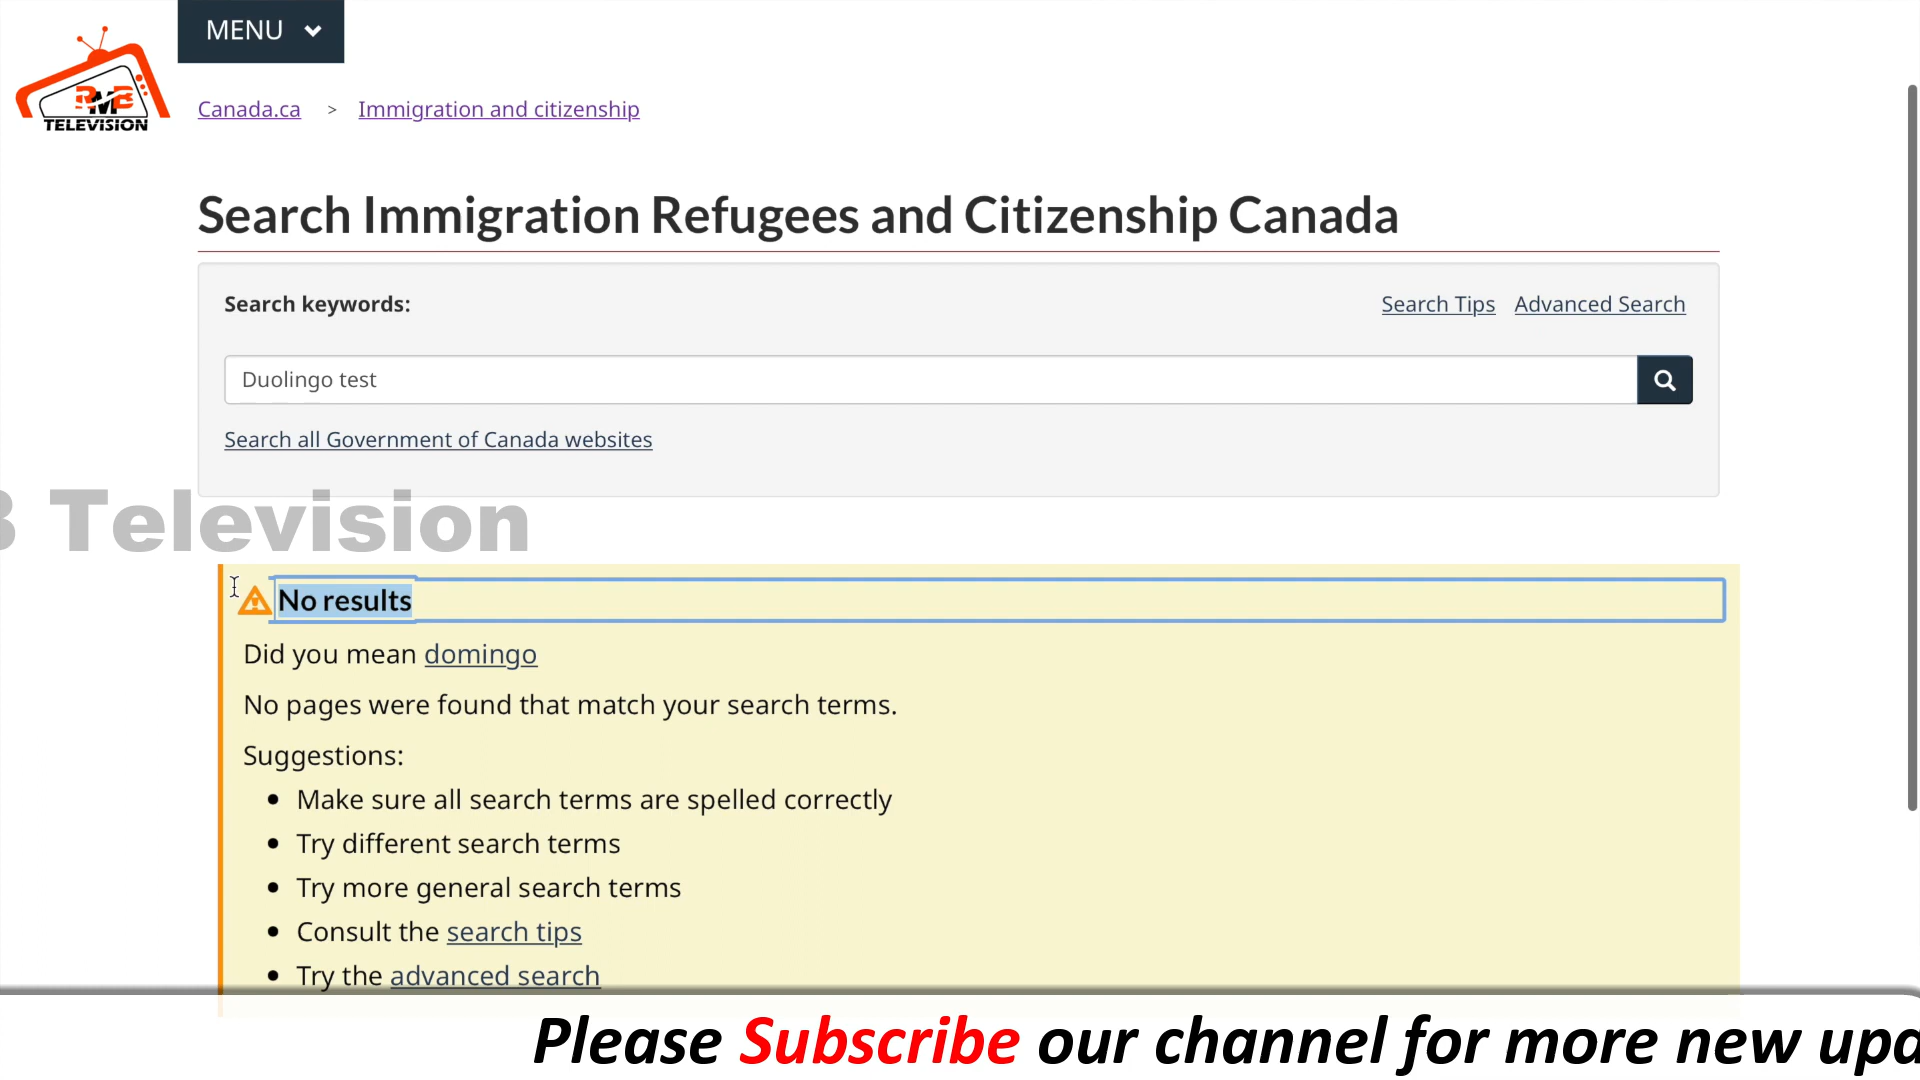 MENU
RMB
TELEVISION
Canada.ca > Immigration and citizenship
Search Immigration Refugees and Citizenship Canada
Search keywords:
Search Tips Advanced Search
Duolingo test
Search all Government of Canada websites
B Television
No results
Did you mean domingo
No pages were found that match your search terms.
Suggestions:
• Make sure all search terms are spelled correctly
• Try different search terms
• Try more general search terms
• Consult the search tips
• Try the advanced search
Please Subscribe our channel for more new upd